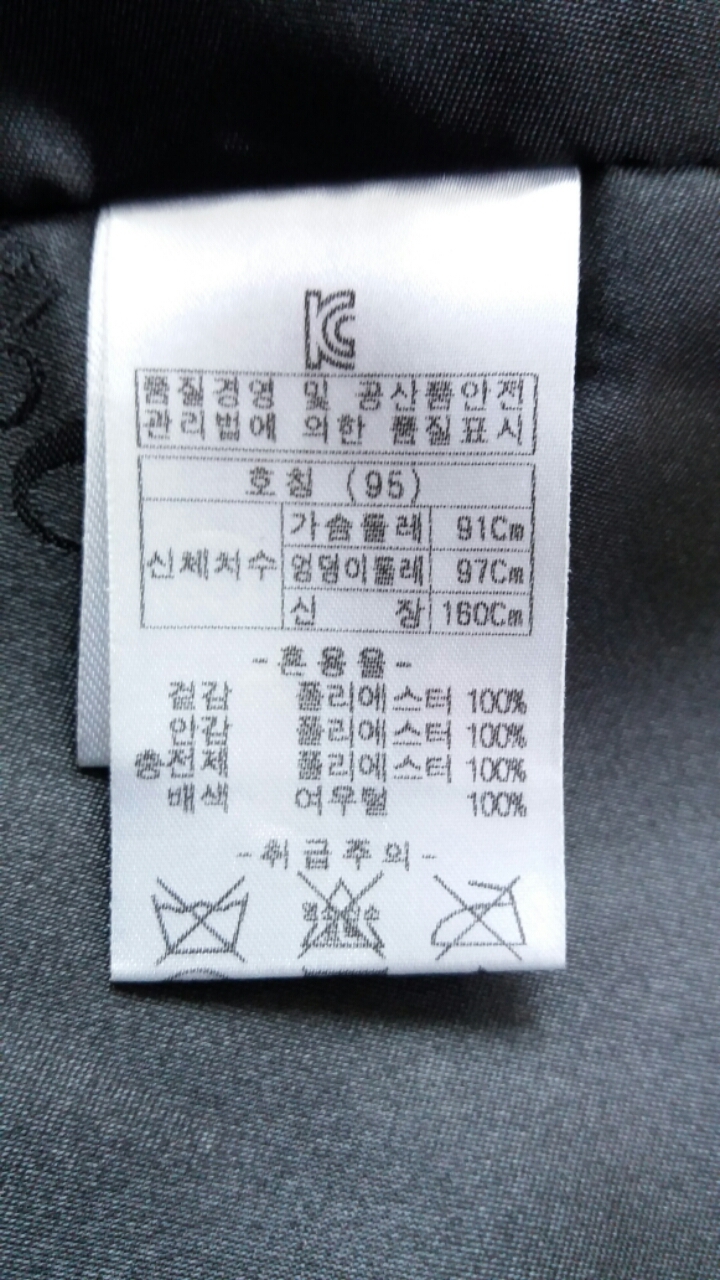 KC
품질경영 및 공산품안전
관리법에 의한 품질표시
호칭 (95)
신체치수
가슴둘레 91Cm
엉덩이둘레 97Cm
신 장 160Cm
-혼용율-
겉감 폴리에스터 100%
안감 폴리에스터 100%
충전제 폴리에스터 100%
배색 여우털 100%
-취급주의-